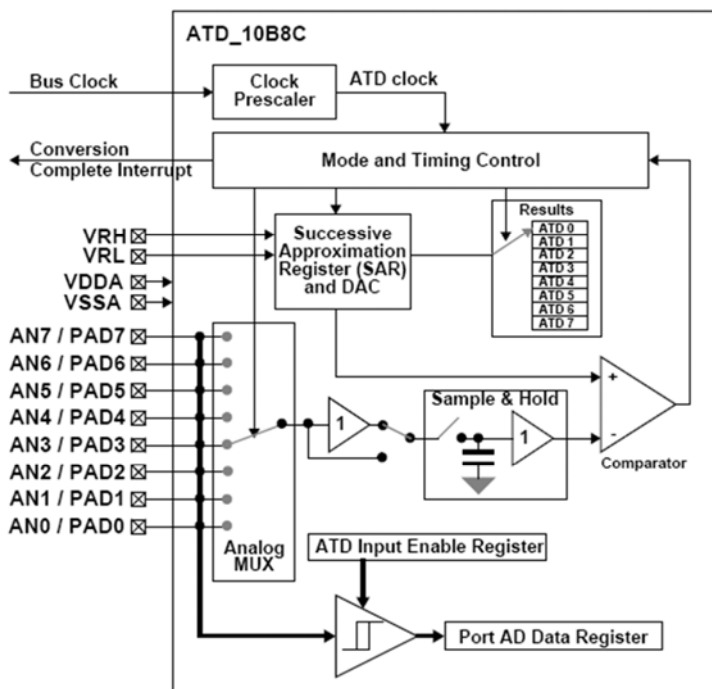 ATD_10B8C
Bus Clock
Clock
Prescaler
ATD clock
Conversion
Complete Interrupt
Mode and Timing Control
VRH
VRL
VDDA
VSSA
Successive
Approximation
Register (SAR)
and DAC
Results
ATD 0
ATD 1
ATD 2
ATD 3
ATD 4
ATD 5
ATD 6
ATD 7
AN7 / PAD7
AN6 / PAD6
AN5 / PAD5
AN4 / PAD4
AN3 / PAD3
AN2 / PAD2
AN1 / PAD1
AN0 / PAD0
Analog
MUX
1
Sample & Hold
1
+
-
Comparator
ATD Input Enable Register
Port AD Data Register